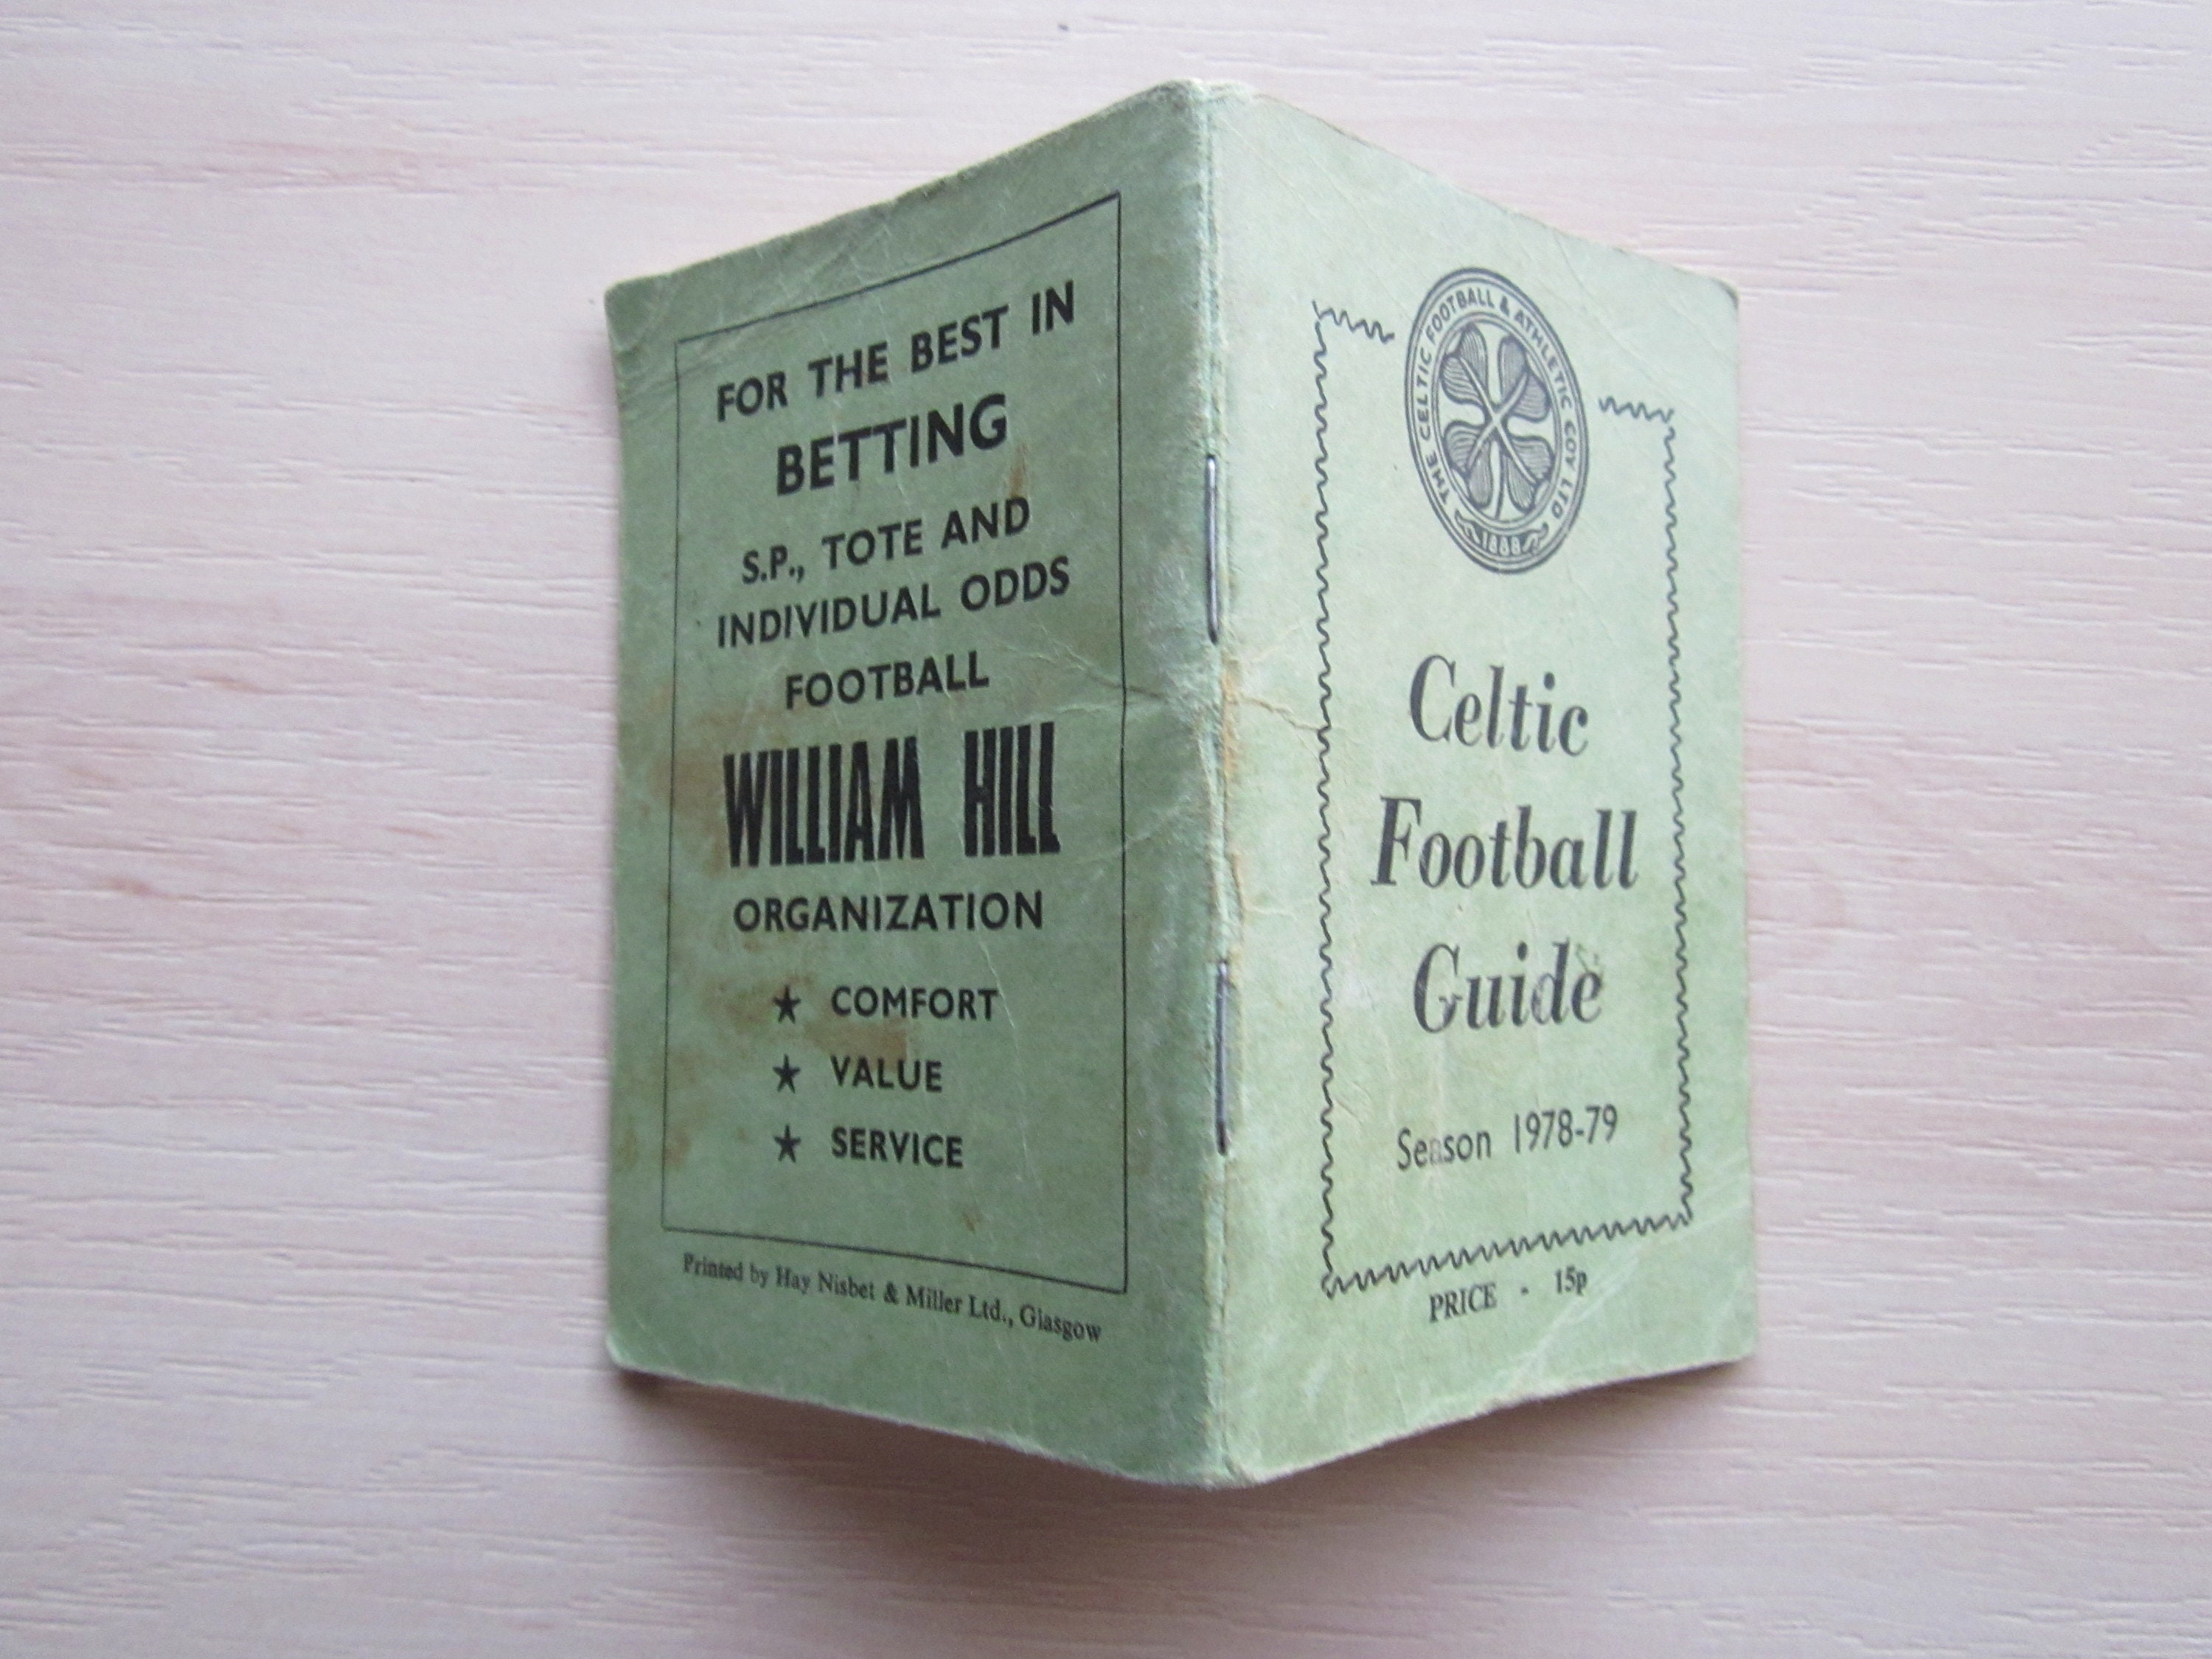 FOR THE BEST IN
BETTING
S.P., TOTE AND
INDIVIDUAL ODDS
FOOTBALL
WILLIAM HILL
ORGANIZATION
★ COMFORT
★ VALUE
★ SERVICE
Printed by Hay Nisbet & Miller Ltd., Glasgow
THE CELTIC FOOTBALL & ATHLETIC COY LTD
1888
Celtic
Football
Guide
Season 1978-79
PRICE - 15p